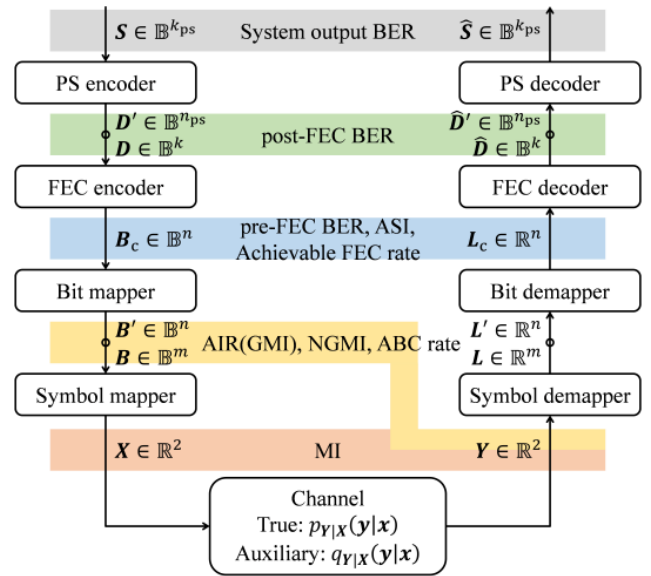 𝑺 ∈ 𝔹^{k_ps} System output BER 𝑺̂ ∈ 𝔹^{k_ps}
PS encoder PS decoder
𝑫′ ∈ 𝔹^{n_ps} 𝑫̂′ ∈ 𝔹^{n_ps}
post-FEC BER
𝑫 ∈ 𝔹^k 𝑫̂ ∈ 𝔹^k
FEC encoder FEC decoder
𝑩_c ∈ 𝔹^n pre-FEC BER, ASI, 𝑳_c ∈ ℝ^n
Achievable FEC rate
Bit mapper Bit demapper
𝑩′ ∈ 𝔹^n 𝑳′ ∈ ℝ^n
AIR(GMI), NGMI, ABC rate
𝑩 ∈ 𝔹^m 𝑳 ∈ ℝ^m
Symbol mapper Symbol demapper
𝑿 ∈ ℝ^2 MI 𝒀 ∈ ℝ^2
Channel
True: p_{𝒀|𝑿}(𝒚|𝒙)
Auxiliary: q_{𝒀|𝑿}(𝒚|𝒙)